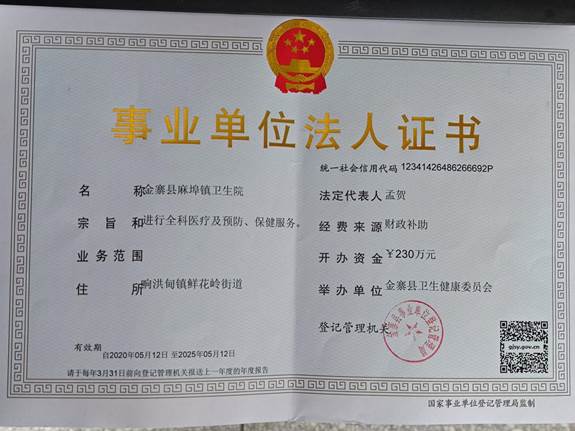 事业单位法人证书
统一社会信用代码 12341426486266692P
名称 金寨县麻埠镇卫生院
宗旨和 进行全科医疗及预防、保健服务。
业务范围
住所 响洪甸镇鲜花岭街道
法定代表人 孟贺
经费来源 财政补助
开办资金 ¥230万元
举办单位 金寨县卫生健康委员会
登记管理机关
有效期 自2020年05月12日 至2025年05月12日
请于每年3月31日前向登记管理机关报送上一年度的年度报告
gjsy.gov.cn
国家事业单位登记管理局监制